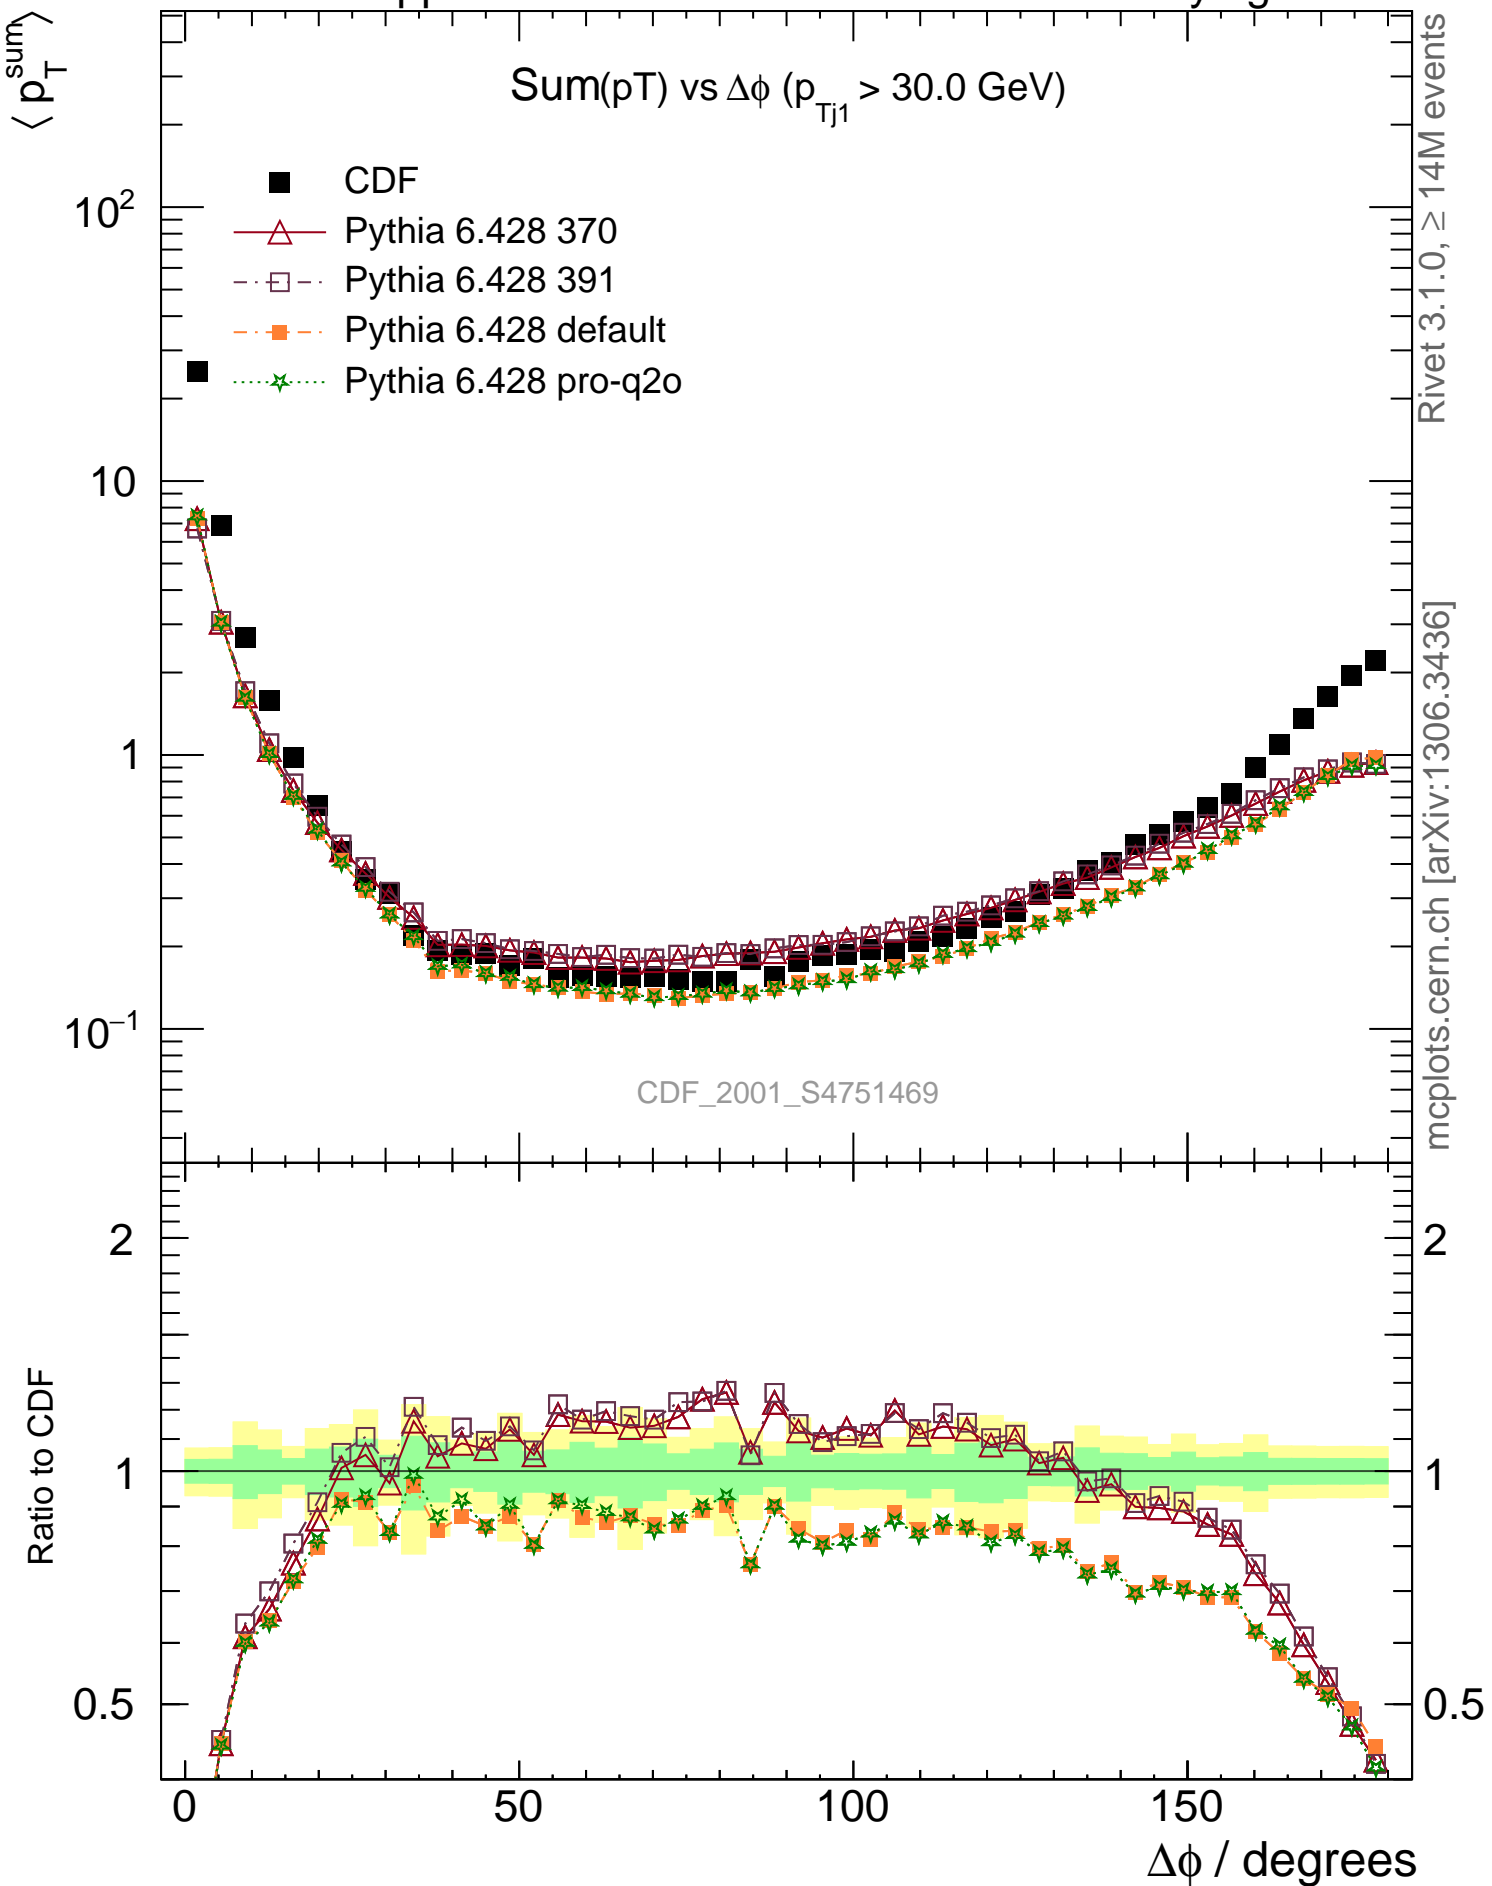 ⟨ p_T^sum ⟩
Sum(pT) vs Δϕ (p_Tj1 > 30.0 GeV)
CDF
Pythia 6.428 370
Pythia 6.428 391
Pythia 6.428 default
Pythia 6.428 pro-q2o
10²
10
1
10⁻¹
CDF_2001_S4751469
Rivet 3.1.0, ≥ 14M events
mcplots.cern.ch [arXiv:1306.3436]
Ratio to CDF
2
1
0.5
2
1
0.5
0
50
100
150
Δϕ / degrees